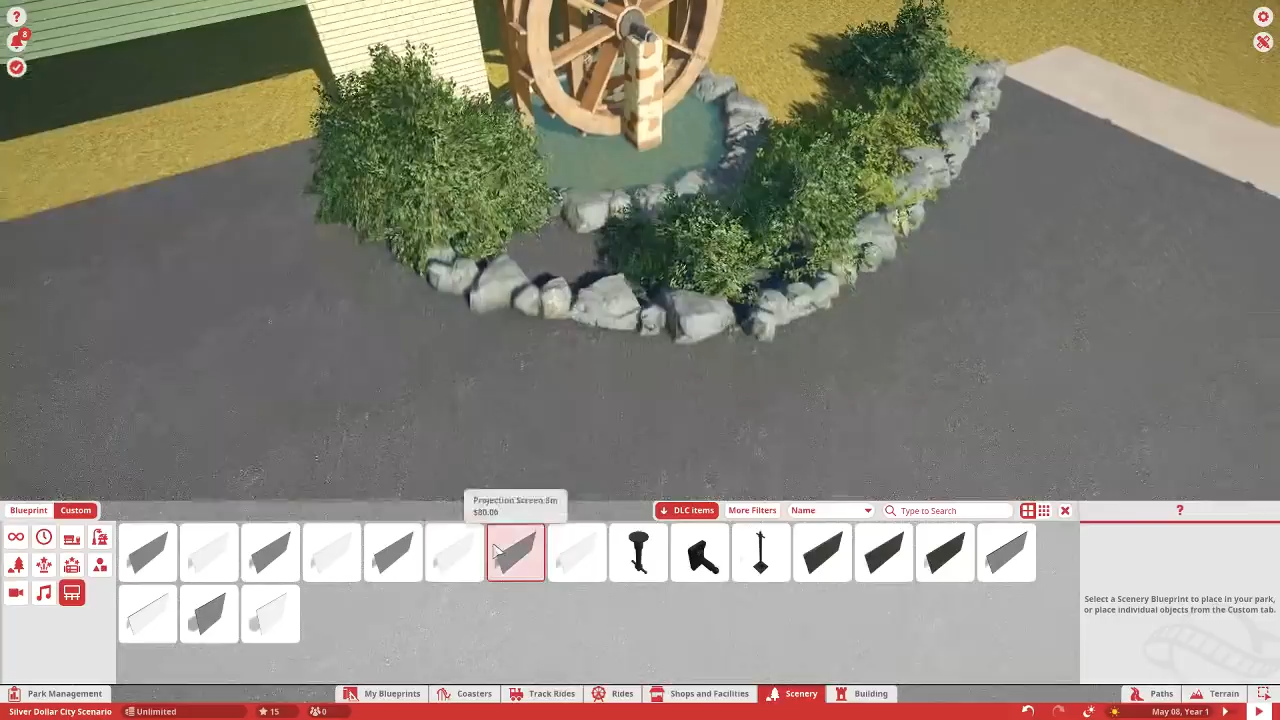 8
Projection Screen 8m
$80.00
Blueprint
Custom
DLC items
More Filters
Name
Type to Search
?
Select a Scenery Blueprint to place in your park,
or place individual objects from the Custom tab.
Park Management
My Blueprints
Coasters
Track Rides
Rides
Shops and Facilities
Scenery
Building
Paths
Terrain
Silver Dollar City Scenario
Unlimited
15
0
May 08, Year 1